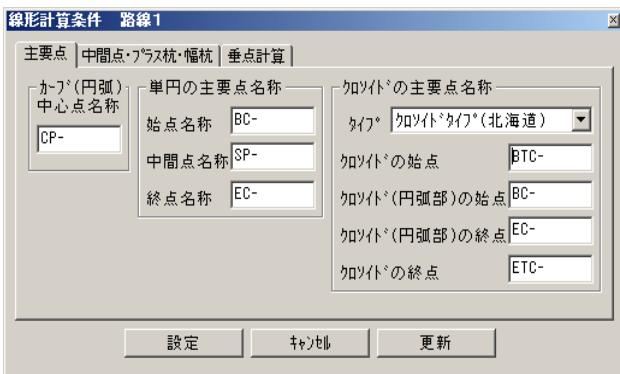 線形計算条件　路線1
主要点
中間点・ﾌﾟﾗｽ杭・幅杭
垂点計算
ｶｰﾌﾞ(円弧)
中心点名称
CP-
単円の主要点名称
始点名称 BC-
中間点名称 SP-
終点名称 EC-
ｸﾛｿｲﾄﾞの主要点名称
ﾀｲﾌﾟ ｸﾛｿｲﾄﾞﾀｲﾌﾟ(北海道)
ｸﾛｿｲﾄﾞの始点 BTC-
ｸﾛｿｲﾄﾞ(円弧部)の始点 BC-
ｸﾛｿｲﾄﾞ(円弧部)の終点 EC-
ｸﾛｿｲﾄﾞの終点 ETC-
設定
ｷｬﾝｾﾙ
更新